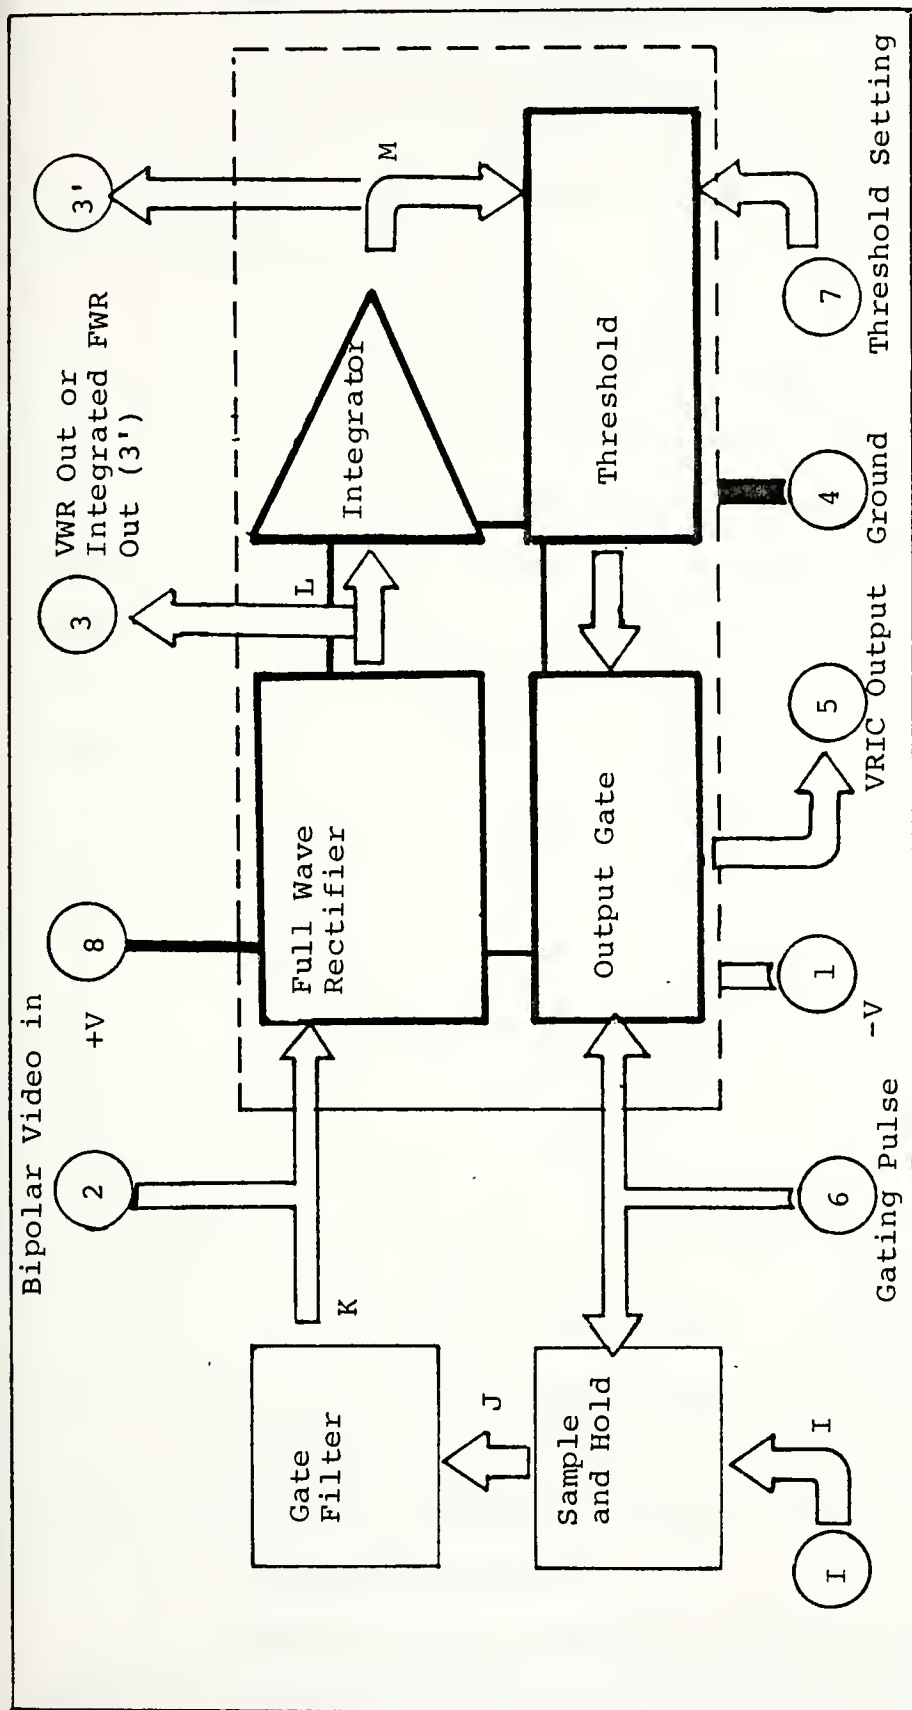 Bipolar Video in
2
+V
8
3
VWR Out or
Integrated FWR
Out (3')
3'
Gate
Filter
K
Full Wave
Rectifier
L
Integrator
M
J
Sample
and Hold
Output Gate
Threshold
I
I
6
Gating Pulse
1
-V
5
VRIC Output
4
Ground
7
Threshold Setting